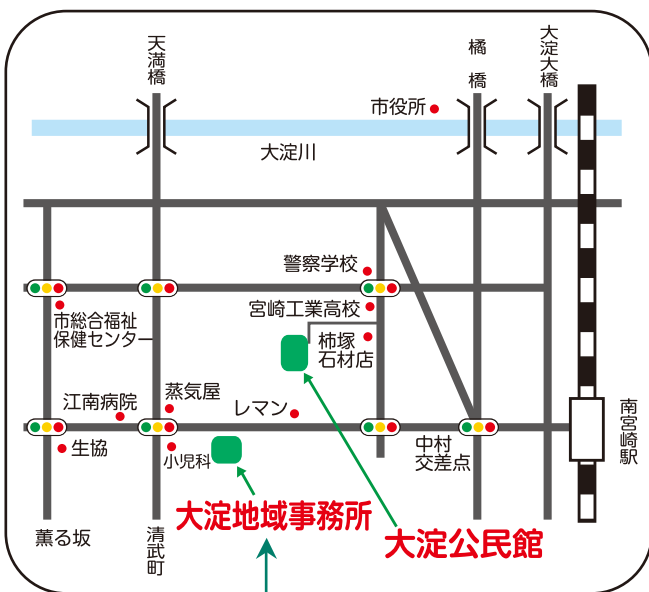 天満橋
橘橋
大淀大橋
市役所
大淀川
警察学校
宮崎工業高校
市総合福祉
保健センター
柿塚
石材店
江南病院
蒸気屋
レマン
生協
小児科
中村
交差点
南宮崎駅
大淀地域事務所
大淀公民館
薫る坂
清武町